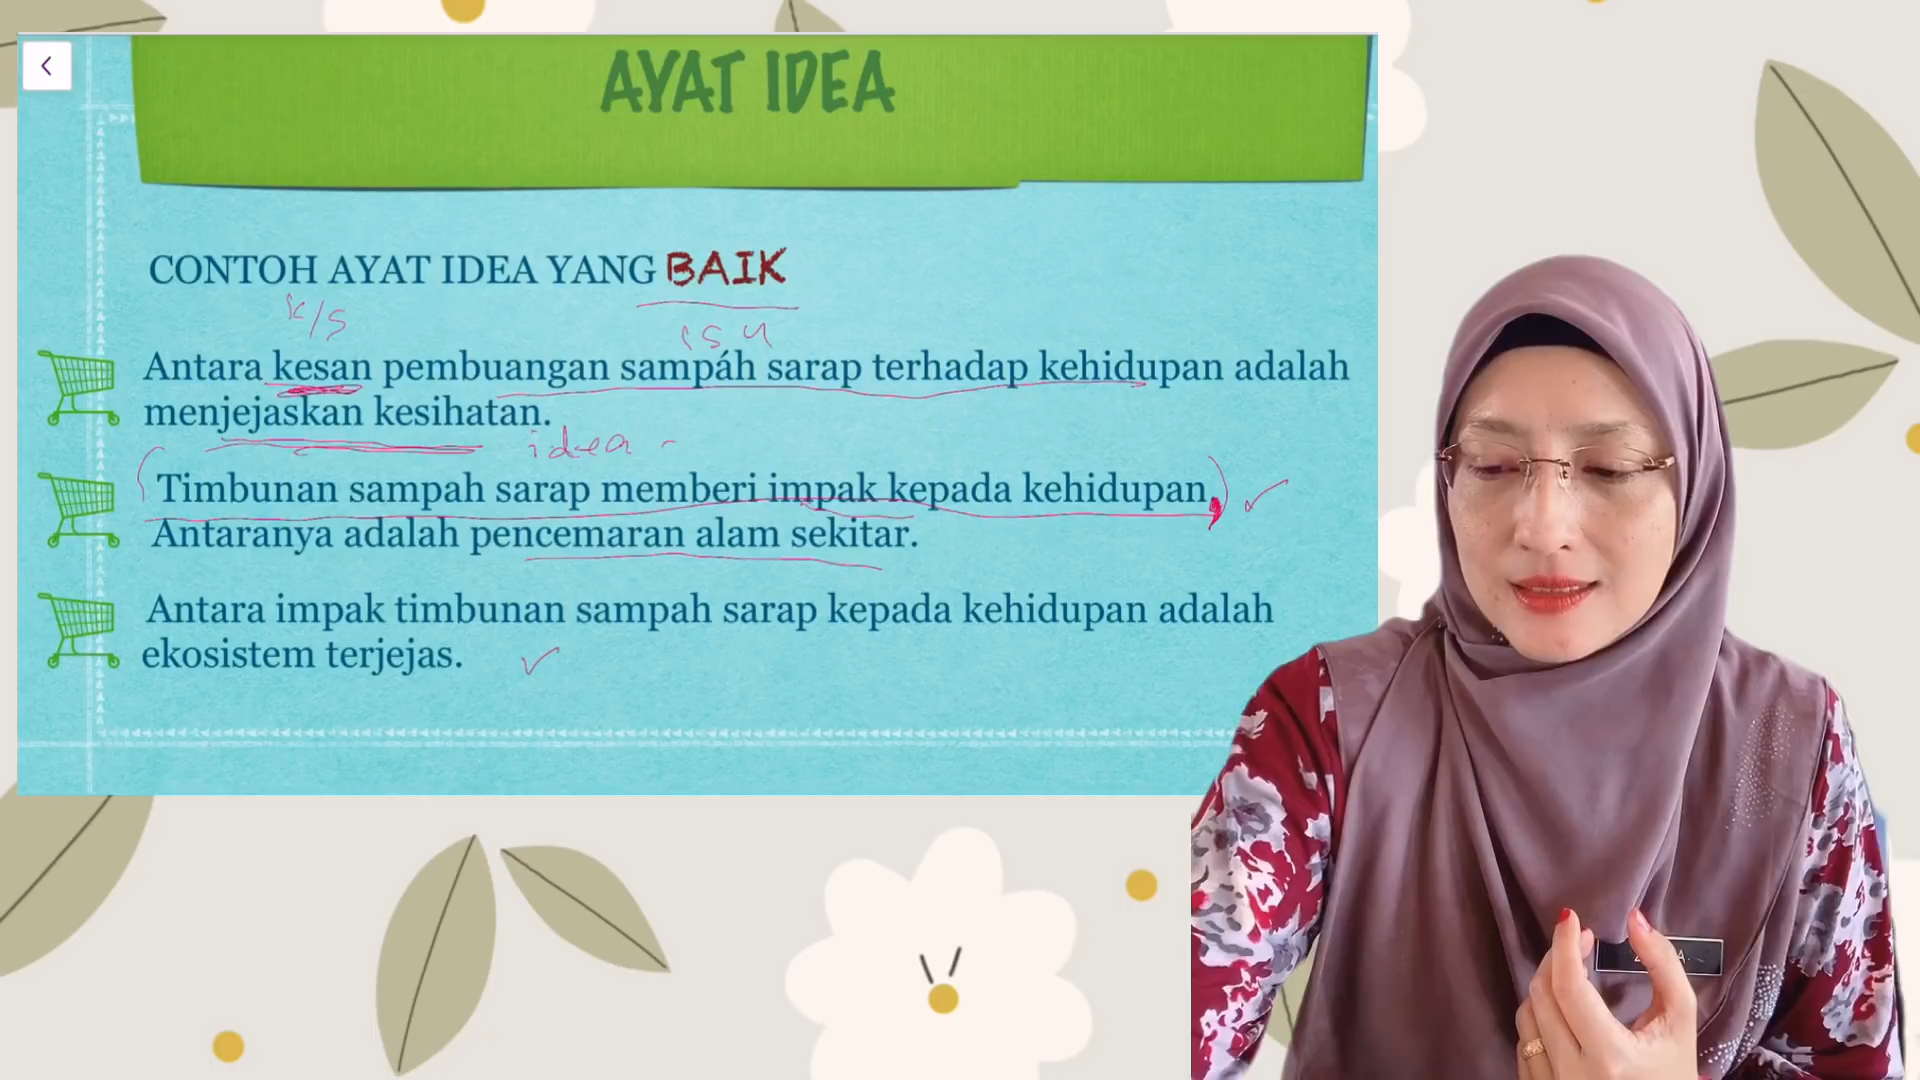 AYAT IDEA
CONTOH AYAT IDEA YANG BAIK
k/s
isu
Antara kesan pembuangan sampah sarap terhadap kehidupan adalah
menjejaskan kesihatan.
idea
Timbunan sampah sarap memberi impak kepada kehidupan.
Antaranya adalah pencemaran alam sekitar.
Antara impak timbunan sampah sarap kepada kehidupan adalah
ekosistem terjejas.